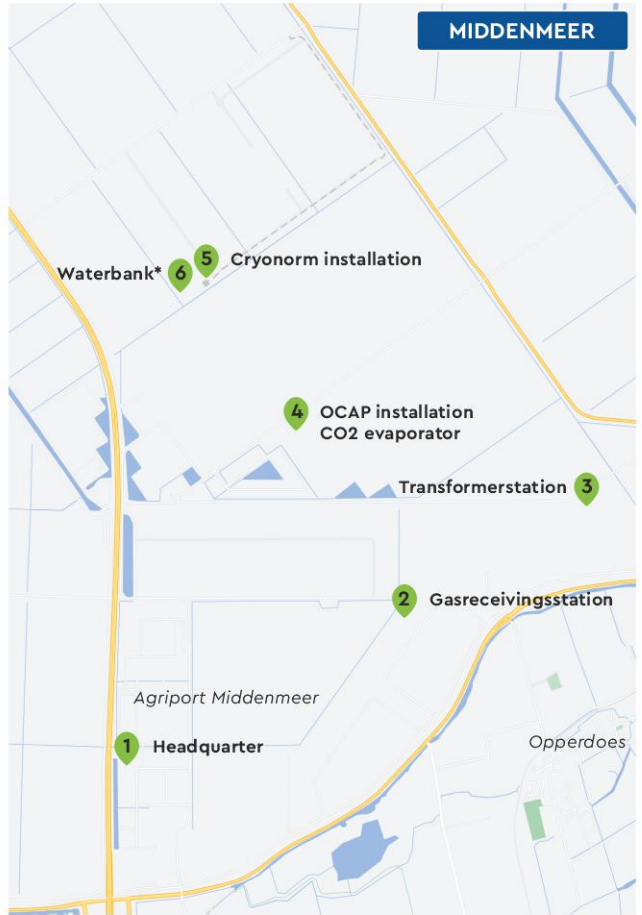 MIDDENMEER
5 Cryonorm installation
Waterbank* 6
4 OCAP installation
CO2 evaporator
Transformerstation 3
2 Gasreceivingsstation
Agriport Middenmeer
1 Headquarter
Opperdoes